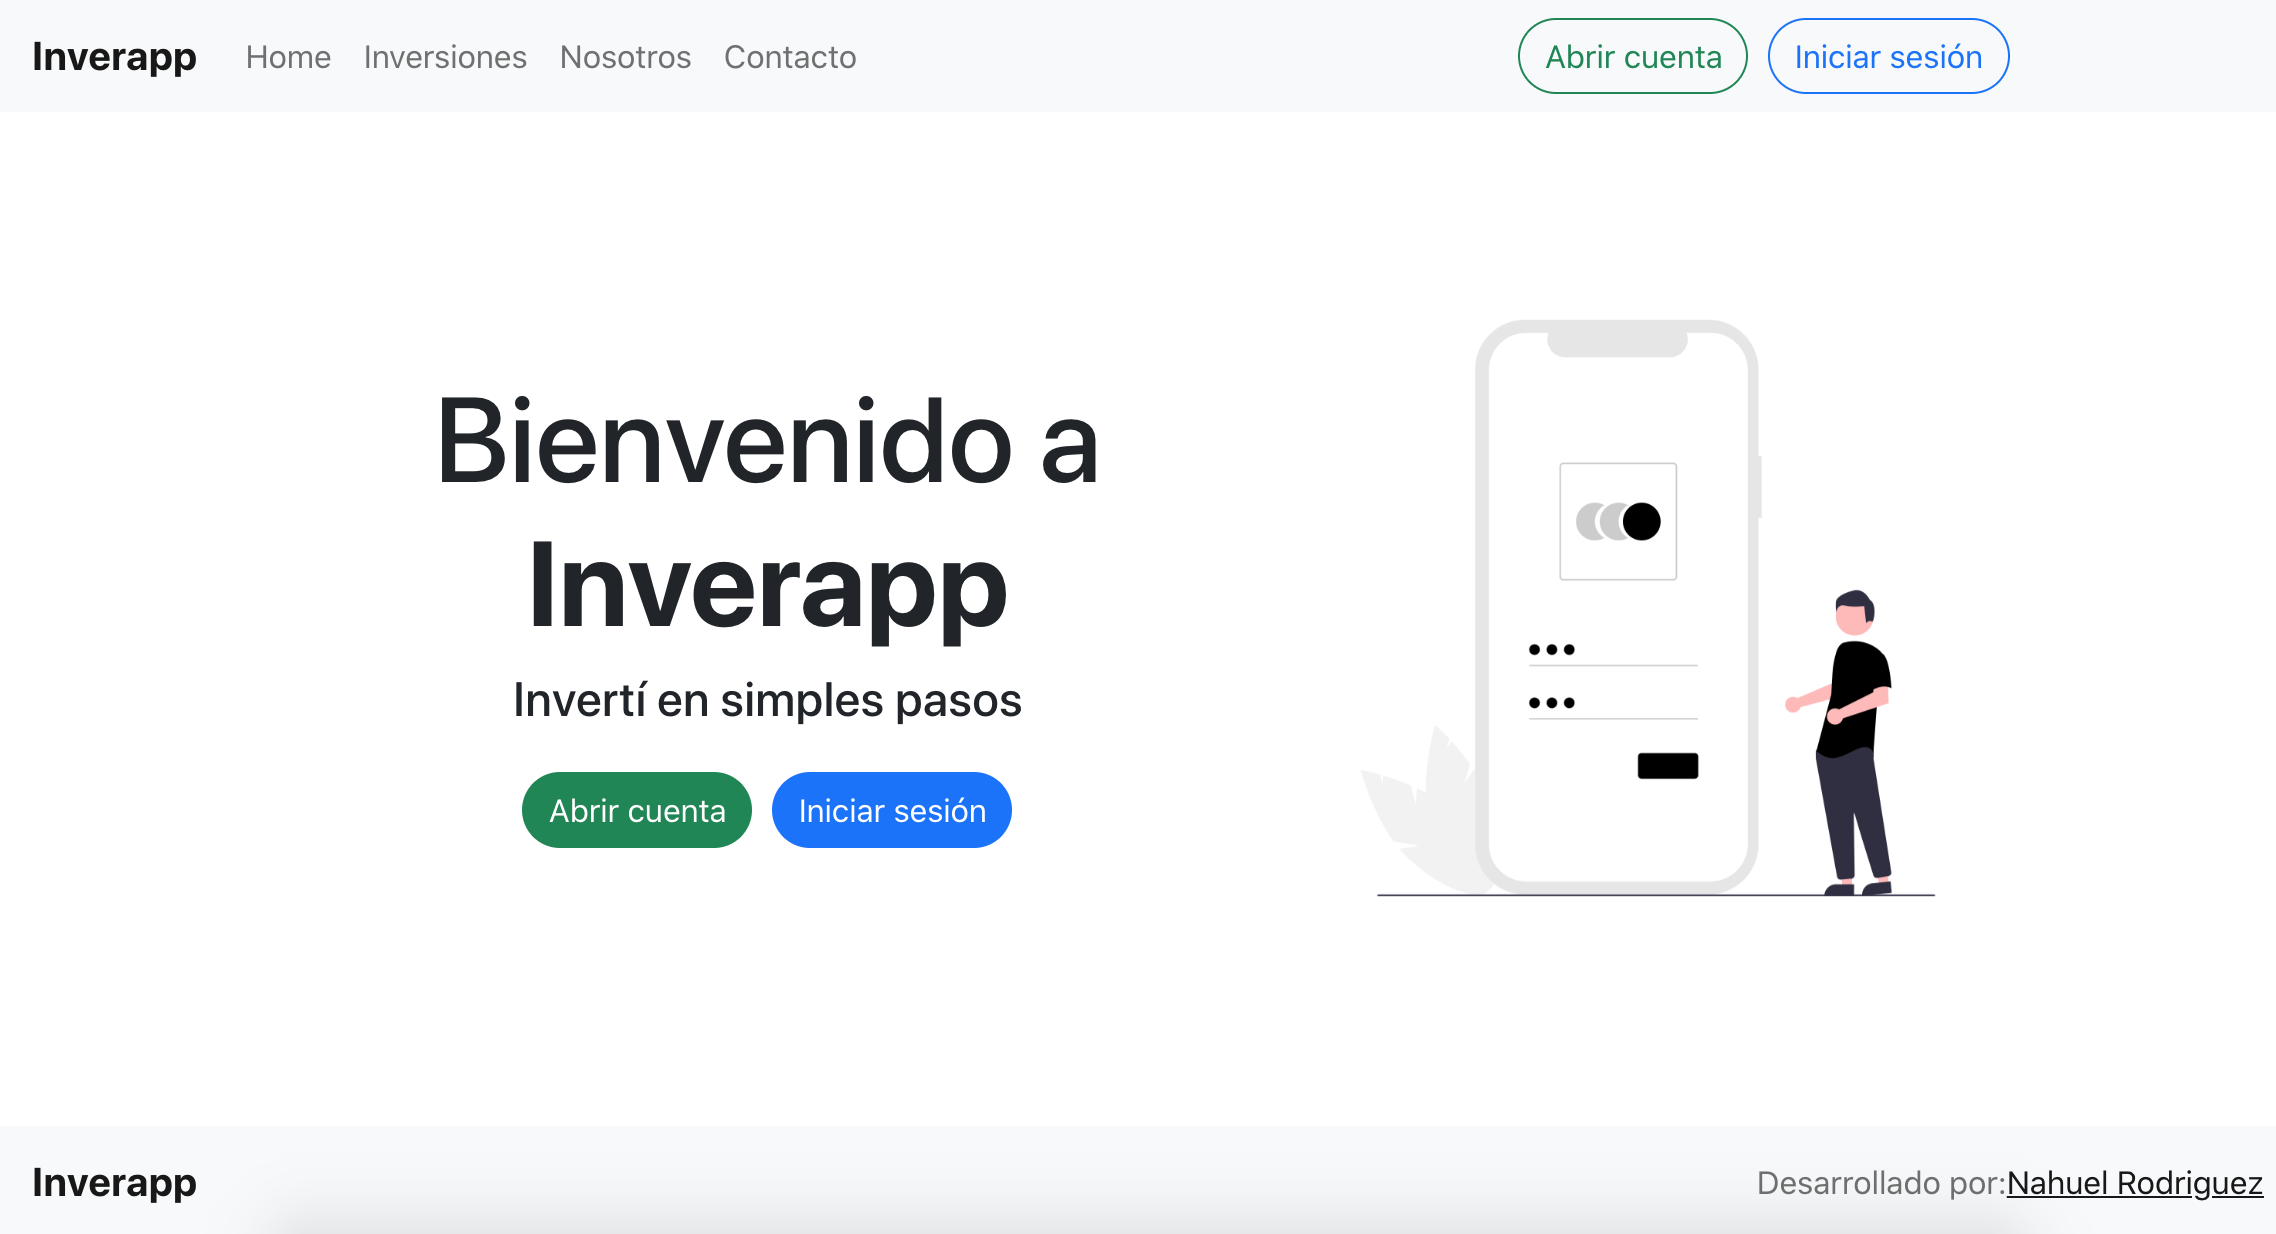 Inverapp Home Inversiones Nosotros Contacto Abrir cuenta Iniciar sesión
Bienvenido a
Inverapp
Invertí en simples pasos
Abrir cuenta Iniciar sesión
Inverapp Desarrollado por:Nahuel Rodriguez